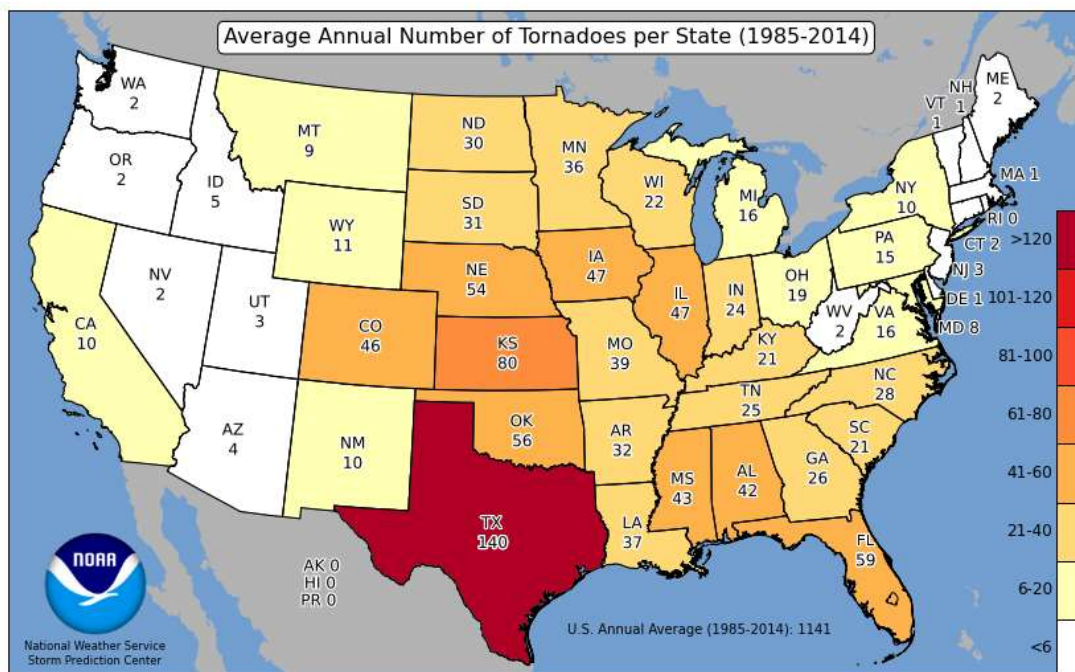 Average Annual Number of Tornadoes per State (1985-2014)
WA
2
OR
2
ID
5
MT
9
ND
30
MN
36
WI
22
MI
16
NY
10
VT
1
NH
1
ME
2
MA 1
RI 0
CT 2
NJ 3
DE 1
MD 8
PA
15
SD
31
WY
11
NE
54
IA
47
IL
47
IN
24
OH
19
WV
2
VA
16
NV
2
UT
3
CA
10
CO
46
KS
80
MO
39
KY
21
NC
28
TN
25
SC
21
AZ
4
NM
10
OK
56
AR
32
MS
43
AL
42
GA
26
TX
140
LA
37
FL
59
AK 0
HI 0
PR 0
>120
101-120
81-100
61-80
41-60
21-40
6-20
<6
NOAA
National Weather Service
Storm Prediction Center
U.S. Annual Average (1985-2014): 1141